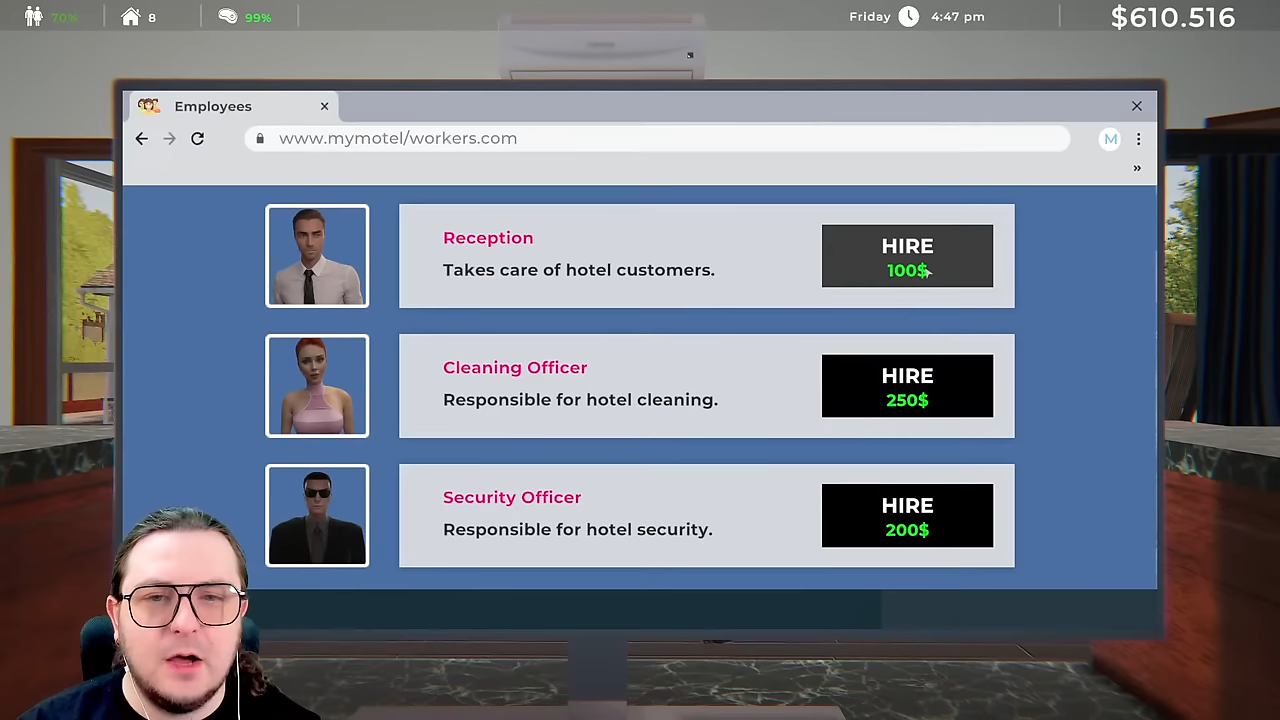 70%
8
99%
Friday
4:47 pm
$610.516
Employees
www.mymotel/workers.com
M
Reception
Takes care of hotel customers.
HIRE
100$
Cleaning Officer
Responsible for hotel cleaning.
HIRE
250$
Security Officer
Responsible for hotel security.
HIRE
200$